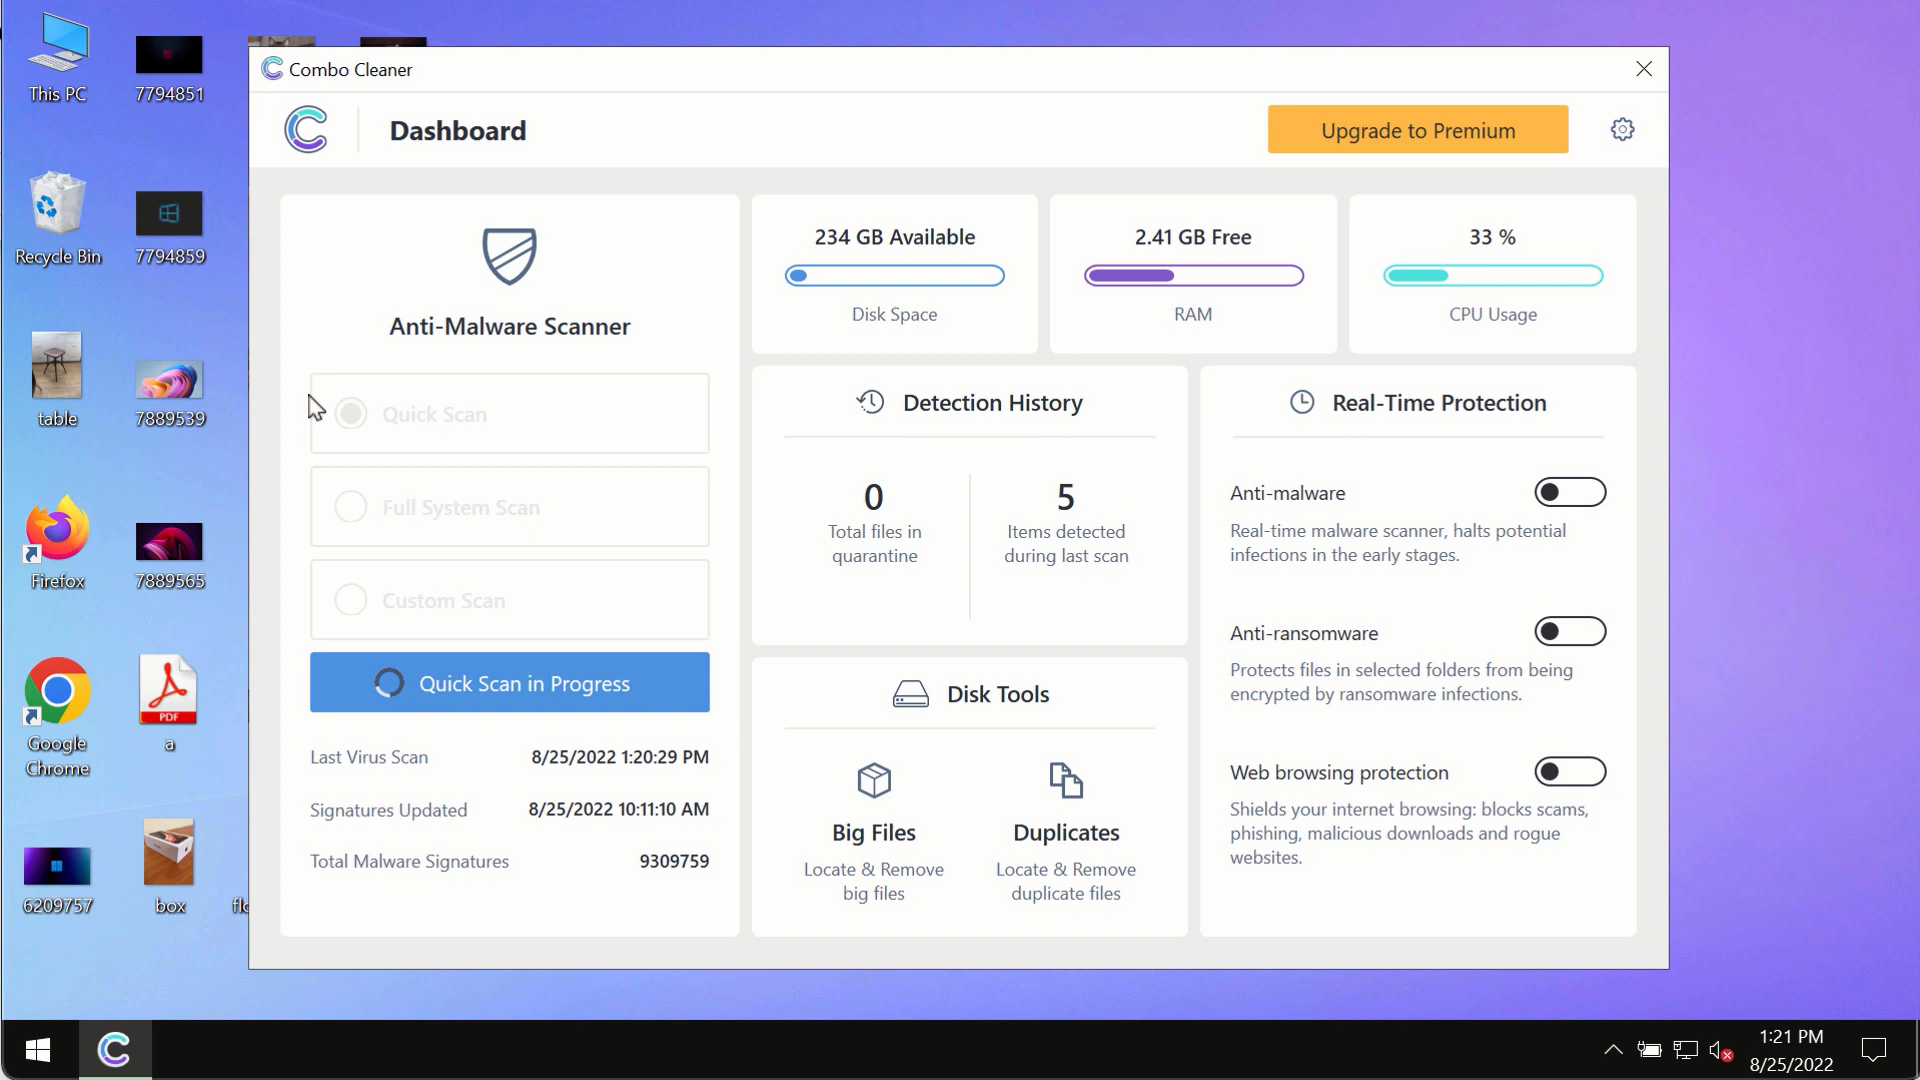 This PC
7794851
Recycle Bin
7794859
table
7889539
Firefox
7889565
Google
Chrome
PDF
a
6209757
box
Combo Cleaner
Dashboard
Upgrade to Premium
Anti-Malware Scanner
Quick Scan
Full System Scan
Custom Scan
Quick Scan in Progress
Last Virus Scan 8/25/2022 1:20:29 PM
Signatures Updated 8/25/2022 10:11:10 AM
Total Malware Signatures 9309759
234 GB Available
Disk Space
2.41 GB Free
RAM
33 %
CPU Usage
Detection History
0
Total files in
quarantine
5
Items detected
during last scan
Disk Tools
Big Files
Locate & Remove
big files
Duplicates
Locate & Remove
duplicate files
Real-Time Protection
Anti-malware
Real-time malware scanner, halts potential
infections in the early stages.
Anti-ransomware
Protects files in selected folders from being
encrypted by ransomware infections.
Web browsing protection
Shields your internet browsing: blocks scams,
phishing, malicious downloads and rogue
websites.
1:21 PM
8/25/2022